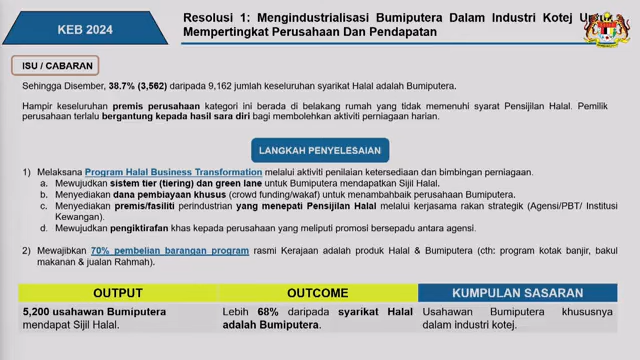 KEB 2024
Resolusi 1: Mengindustrialisasi Bumiputera Dalam Industri Kotej
Mempertingkat Perusahaan Dan Pendapatan
ISU / CABARAN
Sehingga Disember, 38.7% (3,562) daripada 9,162 jumlah keseluruhan syarikat Halal adalah Bumiputera.
Hampir keseluruhan premis perusahaan kategori ini berada di belakang rumah yang tidak memenuhi syarat Pensijilan Halal. Pemilik
perusahaan terlalu bergantung kepada hasil sara diri bagi membolehkan aktiviti perniagaan harian.
LANGKAH PENYELESAIAN
1) Melaksana Program Halal Business Transformation melalui aktiviti penilaian ketersediaan dan bimbingan perniagaan.
a. Mewujudkan sistem tier (tiering) dan green lane untuk Bumiputera mendapatkan Sijil Halal.
b. Menyediakan dana pembiayaan khusus (crowd funding/wakaf) untuk menambahbaik perusahaan Bumiputera.
c. Menyediakan premis/fasiliti perindustrian yang menepati Pensijilan Halal melalui kerjasama rakan strategik (Agensi/PBT/ Institusi
Kewangan).
d. Mewujudkan pengiktirafan khas kepada perusahaan yang meliputi promosi bersepadu antara agensi.
2) Mewajibkan 70% pembelian barangan program rasmi Kerajaan adalah produk Halal & Bumiputera (cth: program kotak banjir, bakul
makanan & jualan Rahmah).
OUTPUT OUTCOME KUMPULAN SASARAN
5,200 usahawan Bumiputera Lebih 68% daripada syarikat Halal Usahawan Bumiputera khususnya
mendapat Sijil Halal. adalah Bumiputera. dalam industri kotej.